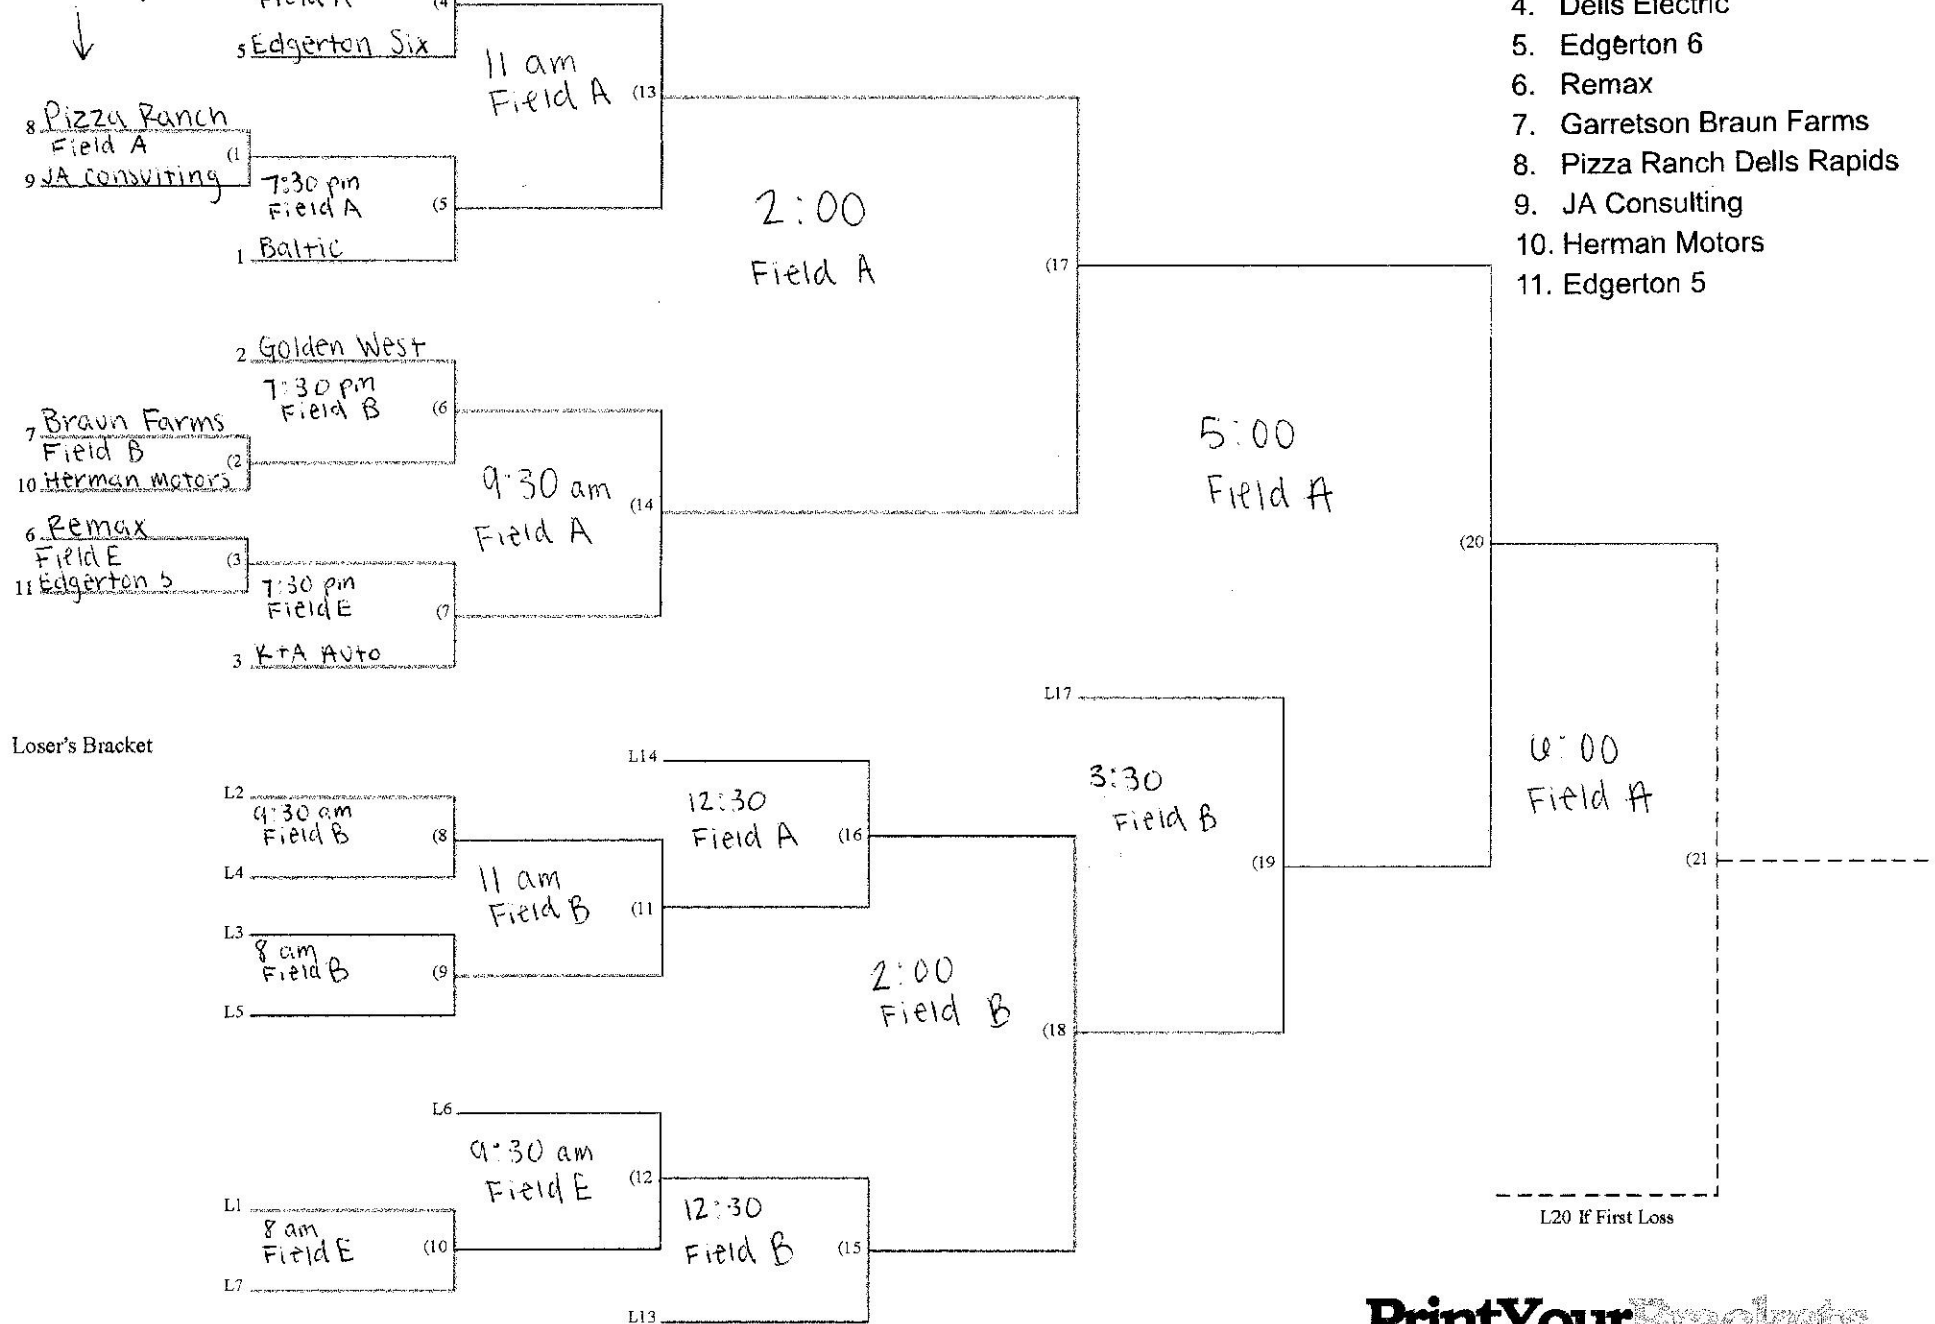 Field A
(4
4. Dells Electric
5 Edgerton Six
11 am
Field A
(13
5. Edgerton 6
6. Remax
7. Garretson Braun Farms
8. Pizza Ranch Dells Rapids
9. JA Consulting
10. Herman Motors
11. Edgerton 5
8 Pizza Ranch
Field A
(1
9 JA Consulting
7:30 pm
Field A
(5
1 Baltic
2:00
Field A
(17
2 Golden West
7:30 pm
Field B
(6
7 Braun Farms
Field B
(2
10 Herman Motors
9:30 am
Field A
(14
6 Remax
Field E
(3
11 Edgerton 5
7:30 pm
Field E
(7
3 K+A Auto
5:00
Field A
(20
Loser's Bracket
L2
9:30 am
Field B
(8
L4
11 am
Field B
(11
L3
8 am
Field B
(9
L5
L14
12:30
Field A
(16
L17
3:30
Field B
(19
2:00
Field B
(18
6:00
Field A
(21
L6
9:30 am
Field E
(12
L1
8 am
Field E
(10
L7
12:30
Field B
(15
L13
L20 If First Loss
PrintYourBrackets